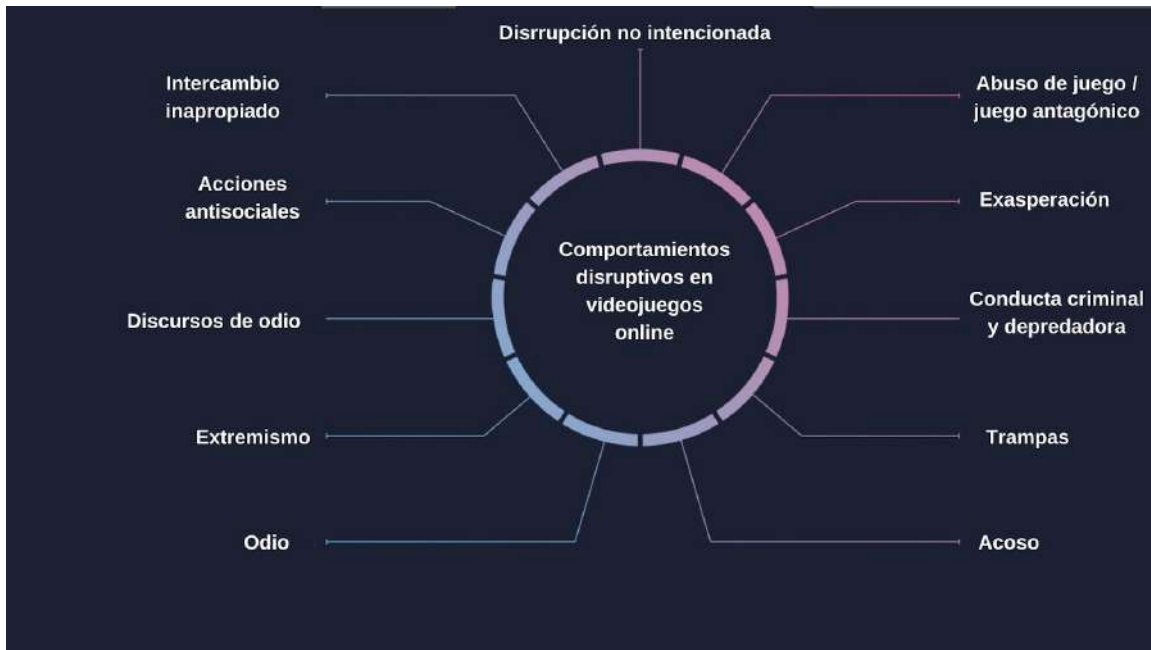 Disrrupción no intencionada
Intercambio
inapropiado
Abuso de juego /
juego antagónico
Acciones
antisociales
Exasperación
Comportamientos
disruptivos en
videojuegos
online
Discursos de odio
Conducta criminal
y depredadora
Extremismo
Trampas
Odio
Acoso